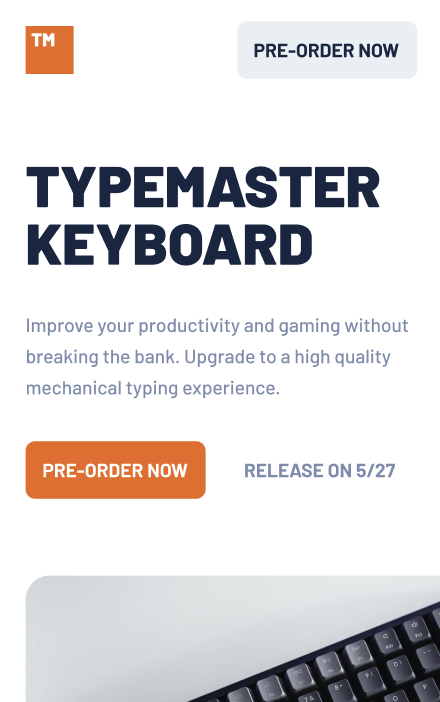 TM
PRE-ORDER NOW
TYPEMASTER
KEYBOARD
Improve your productivity and gaming without
breaking the bank. Upgrade to a high quality
mechanical typing experience.
PRE-ORDER NOW
RELEASE ON 5/27